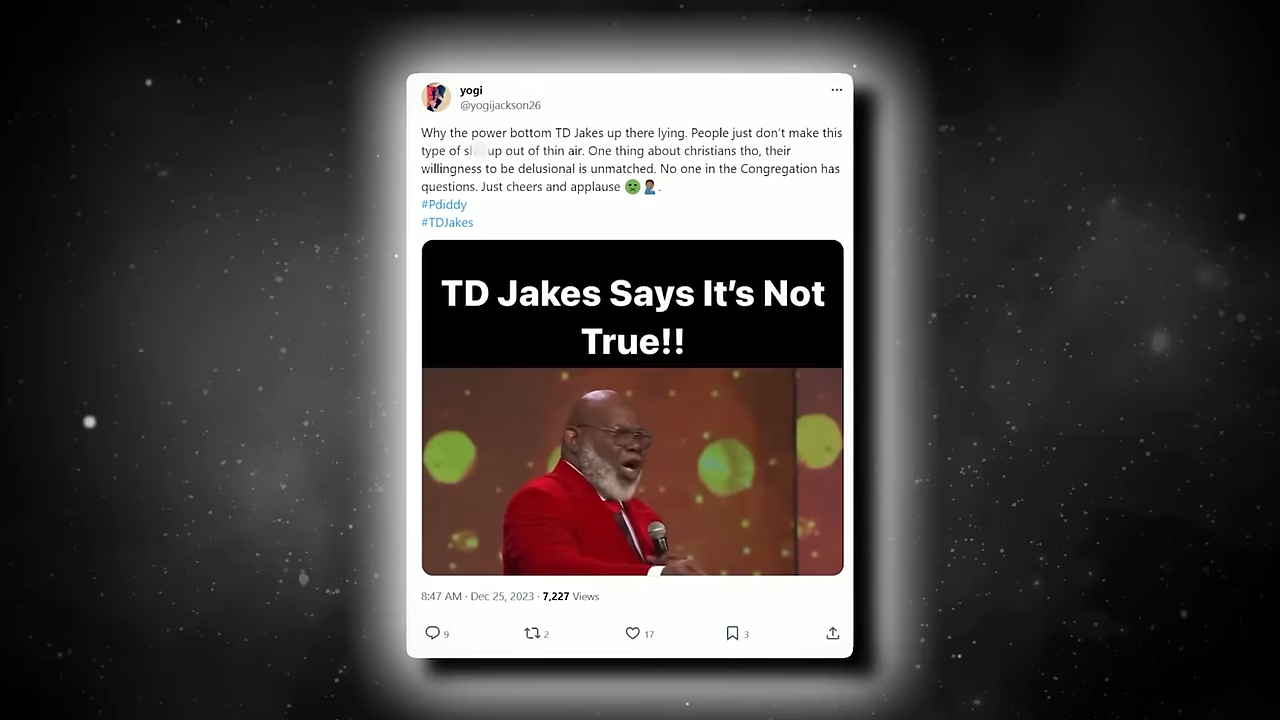 yogi
@yogijackson26
Why the power bottom TD Jakes up there lying. People just don't make this
type of s up out of thin air. One thing about christians tho, their
willingness to be delusional is unmatched. No one in the Congregation has
questions. Just cheers and applause 🤢🤦🏾‍♂️.
#Pdiddy
#TDJakes
TD Jakes Says It's Not
True!!
8:47 AM · Dec 25, 2023 · 7,227 Views
9 2 17 3